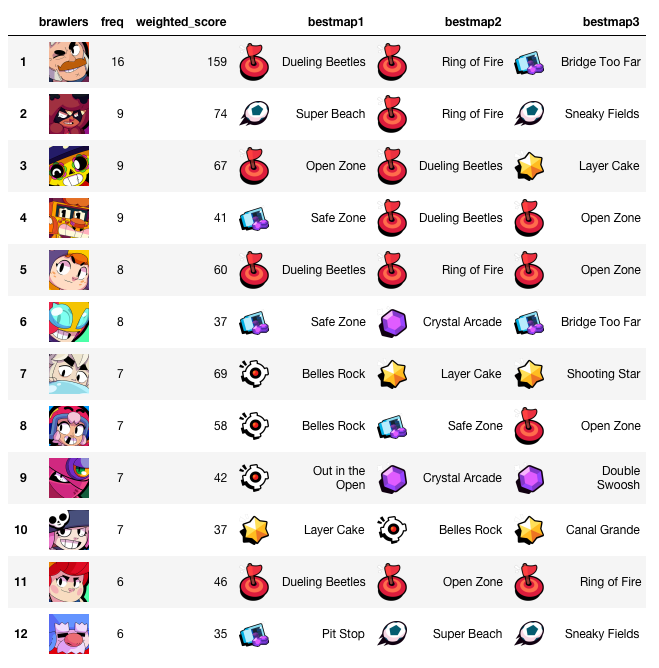 brawlers freq weighted_score bestmap1 bestmap2 bestmap3
1 16 159 Dueling Beetles Ring of Fire Bridge Too Far
2 9 74 Super Beach Ring of Fire Sneaky Fields
3 9 67 Open Zone Dueling Beetles Layer Cake
4 9 41 Safe Zone Dueling Beetles Open Zone
5 8 60 Dueling Beetles Ring of Fire Open Zone
6 8 37 Safe Zone Crystal Arcade Bridge Too Far
7 7 69 Belles Rock Layer Cake Shooting Star
8 7 58 Belles Rock Safe Zone Open Zone
9 7 42 Out in the Open Crystal Arcade Double Swoosh
10 7 37 Layer Cake Belles Rock Canal Grande
11 6 46 Dueling Beetles Open Zone Ring of Fire
12 6 35 Pit Stop Super Beach Sneaky Fields